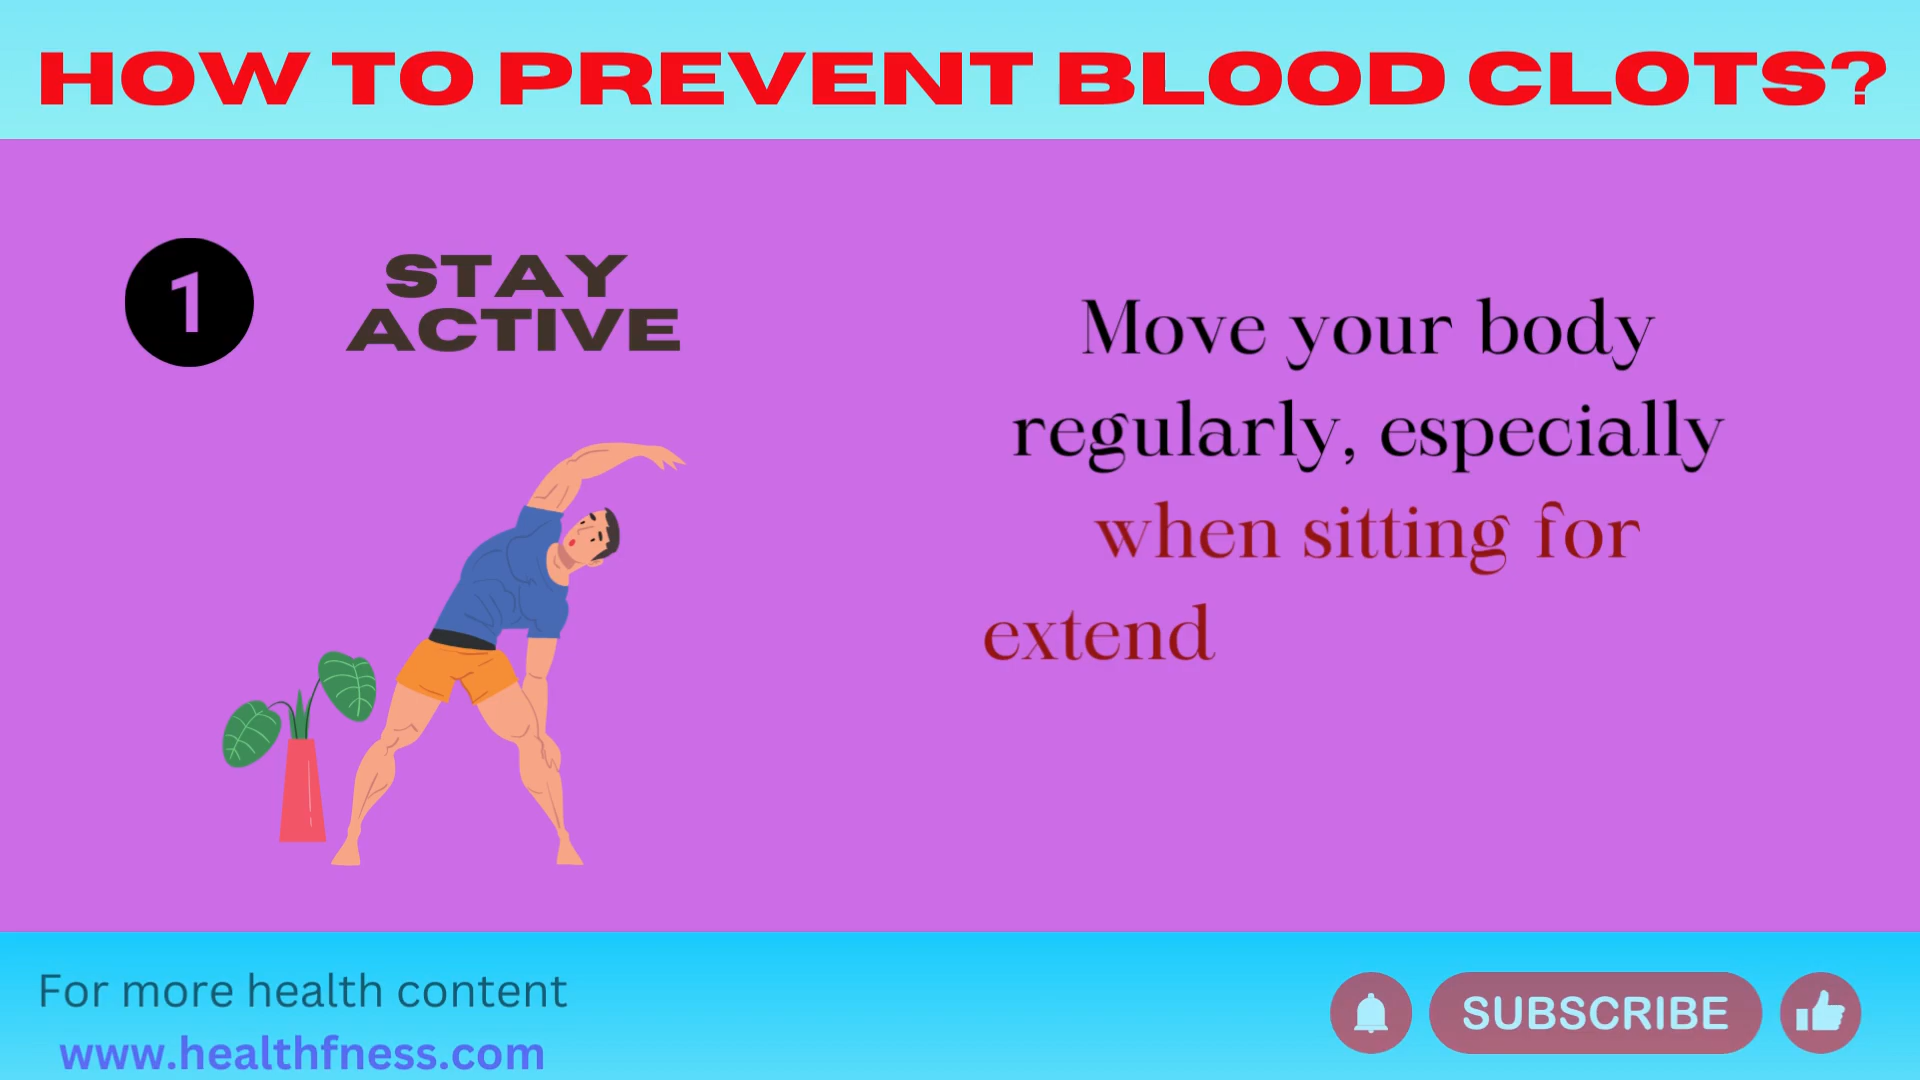 HOW TO PREVENT BLOOD CLOTS?
1
STAY
ACTIVE
Move your body
regularly, especially
when sitting for
extend
For more health content
www.healthfness.com
SUBSCRIBE